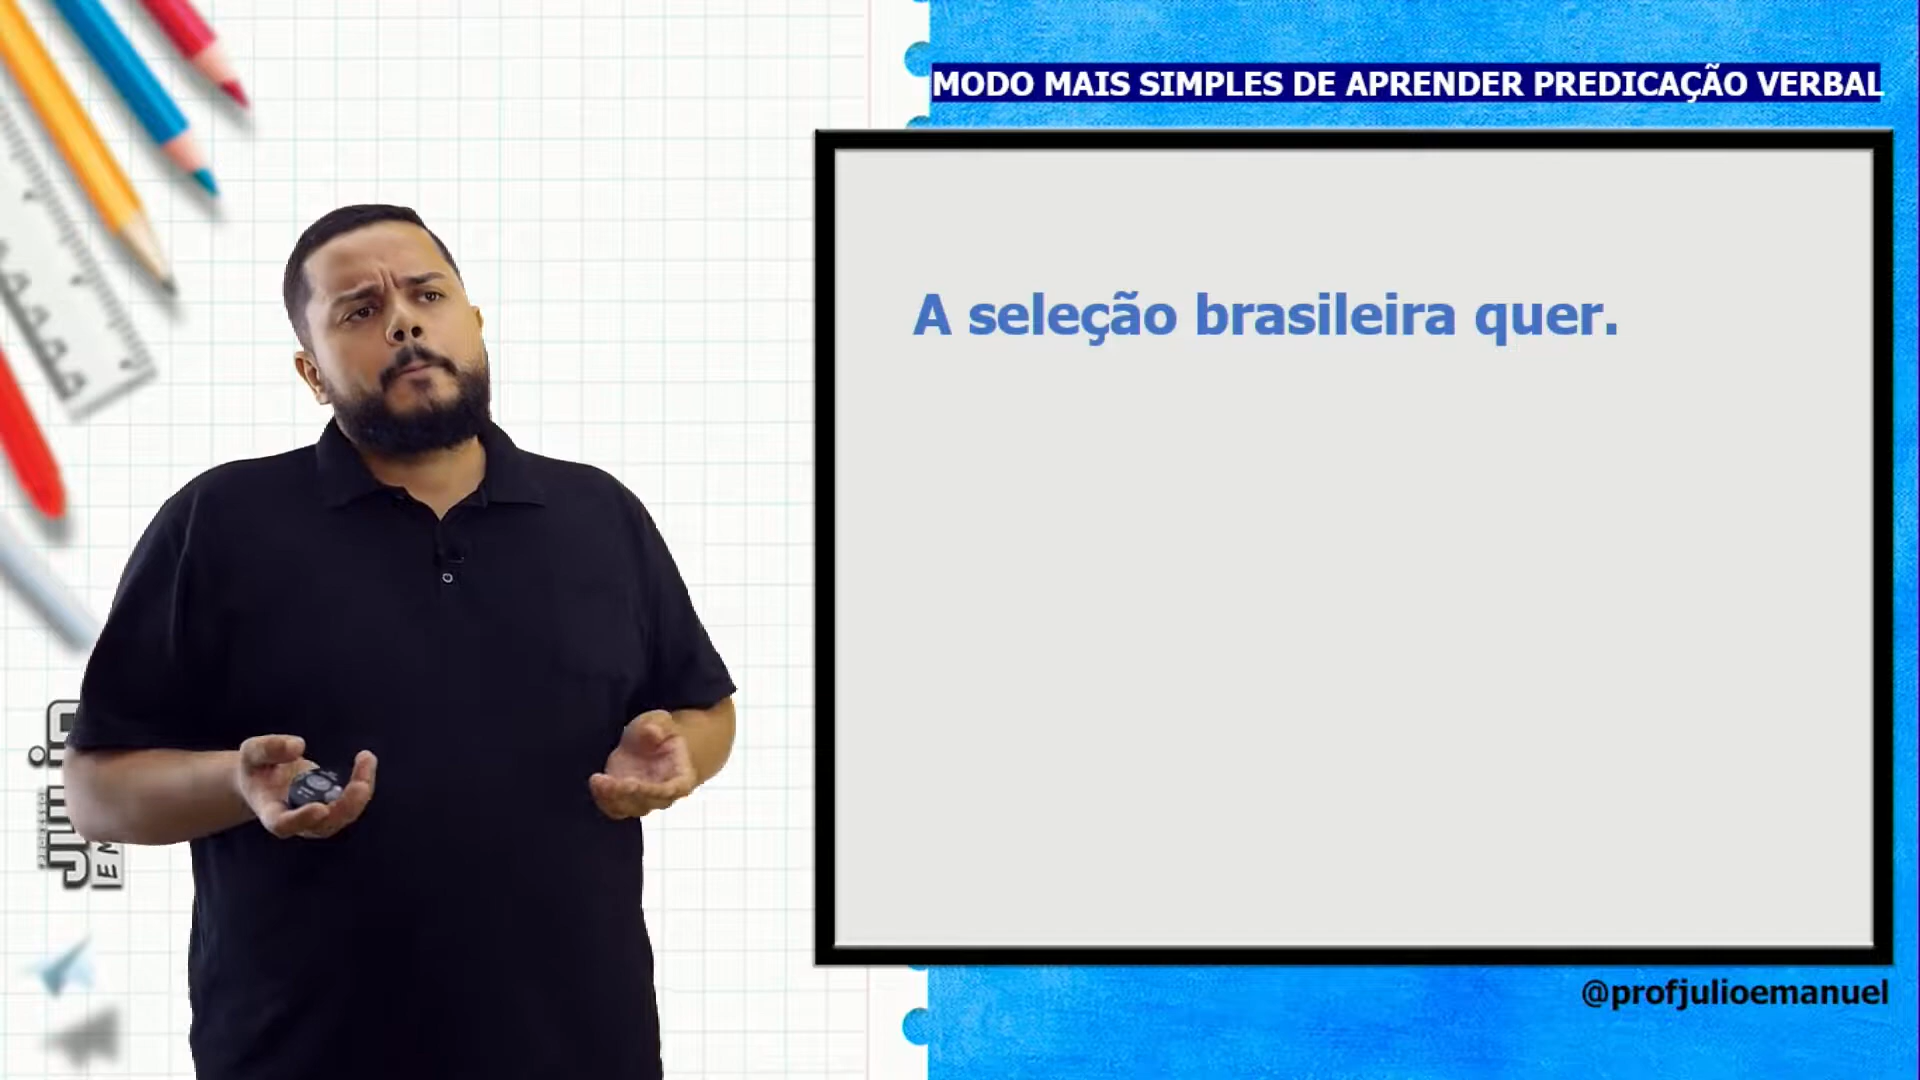 MODO MAIS SIMPLES DE APRENDER PREDICAÇÃO VERBAL
A seleção brasileira quer.
@profjulioemanuel